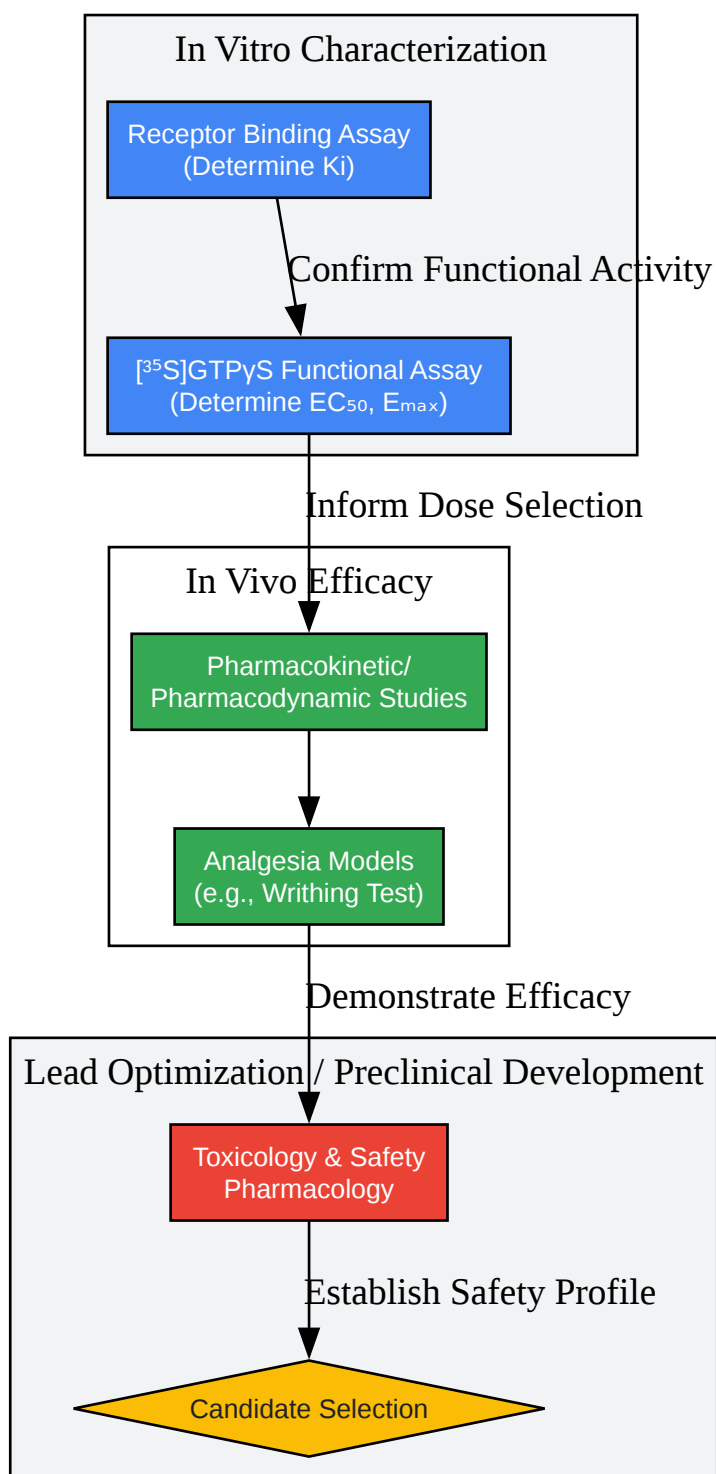 In Vitro Characterization
Receptor Binding Assay
(Determine Ki)
Confirm Functional Activity
[³⁵S]GTPγS Functional Assay
(Determine EC₅₀, Eₘₐₓ)
Inform Dose Selection
In Vivo Efficacy
Pharmacokinetic/
Pharmacodynamic Studies
Analgesia Models
(e.g., Writhing Test)
Demonstrate Efficacy
Lead Optimization / Preclinical Development
Toxicology & Safety
Pharmacology
Establish Safety Profile
Candidate Selection